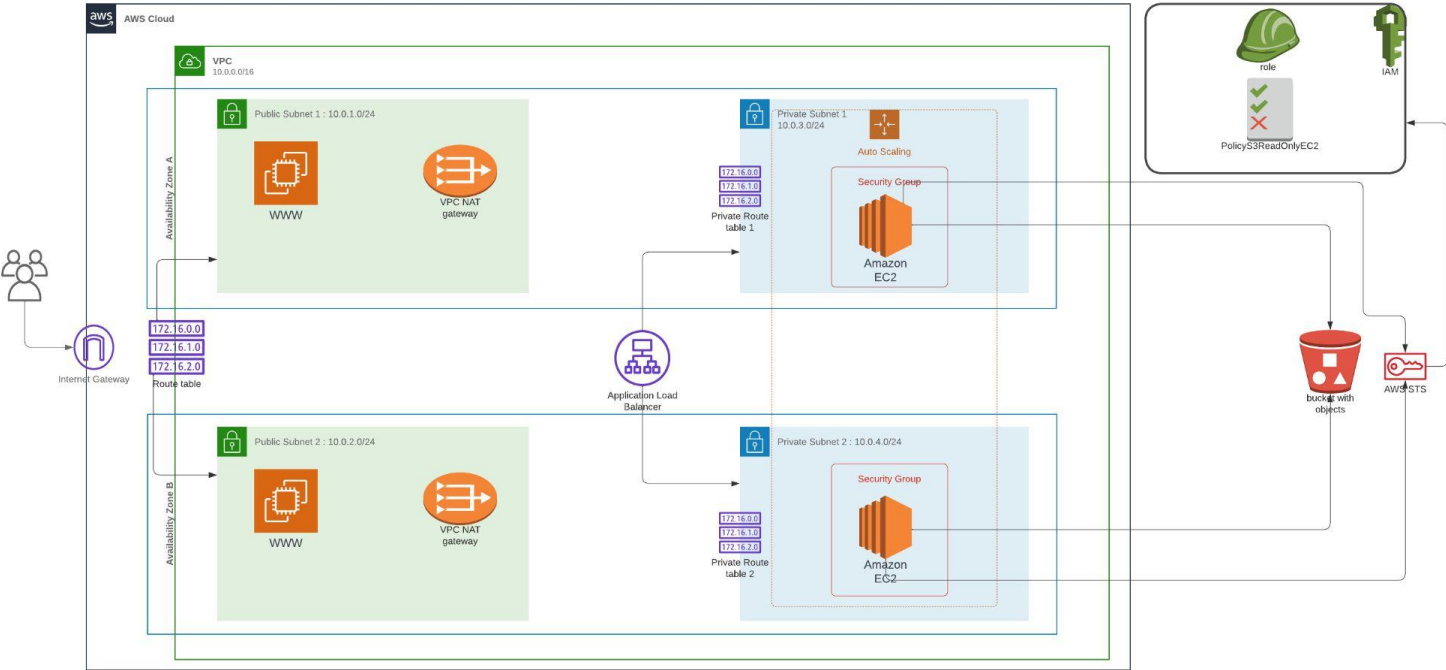 aws
AWS Cloud
VPC
10.0.0.0/16
role
IAM
PolicyS3ReadOnlyEC2
Availability Zone A
Public Subnet 1 : 10.0.1.0/24
WWW
VPC NAT
gateway
Private Subnet 1
10.0.3.0/24
Auto Scaling
172.16.0.0
172.16.1.0
172.16.2.0
Private Route
table 1
Security Group
Amazon
EC2
Internet Gateway
172.16.0.0
172.16.1.0
172.16.2.0
Route table
Application Load
Balancer
bucket with
objects
AWS STS
Availability Zone B
Public Subnet 2 : 10.0.2.0/24
WWW
VPC NAT
gateway
Private Subnet 2 : 10.0.4.0/24
172.16.0.0
172.16.1.0
172.16.2.0
Private Route
table 2
Security Group
Amazon
EC2